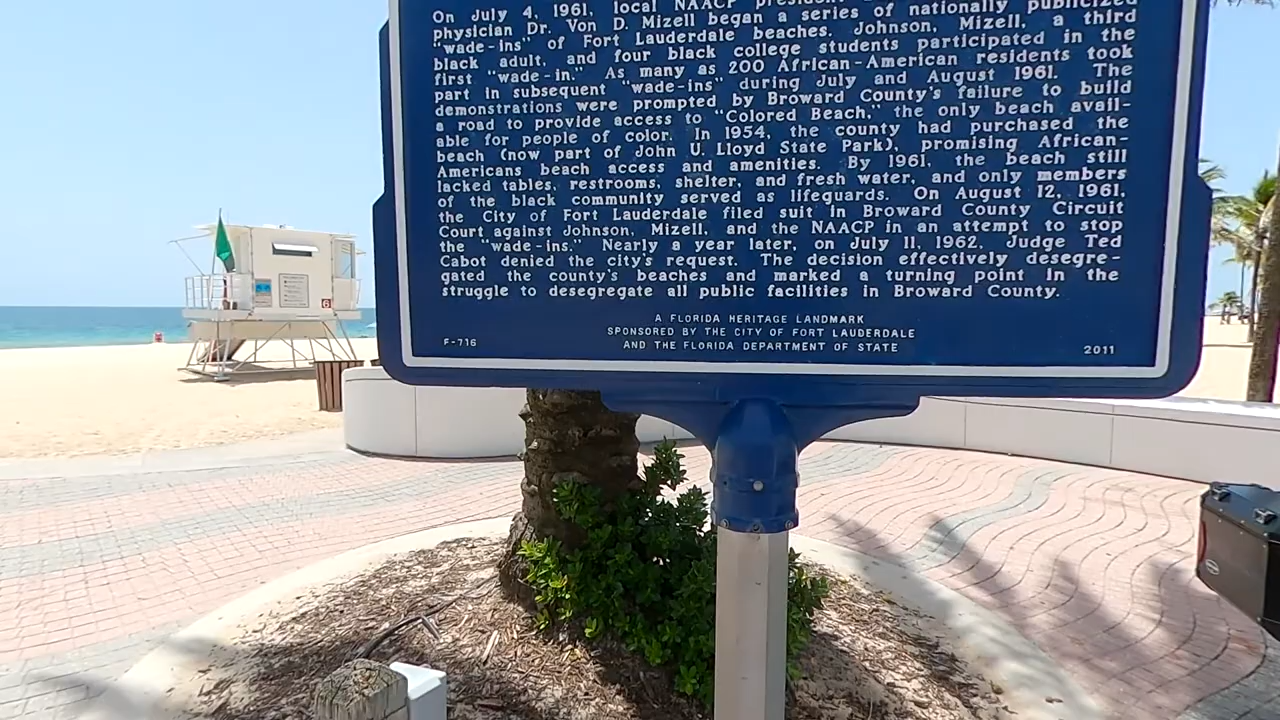 On July 4, 1961, local NAACP president
physician Dr. Von D. Mizell began a series of nationally publicized
"wade-ins" of Fort Lauderdale beaches. Johnson, Mizell, a third
black adult, and four black college students participated in the
first "wade-in." As many as 200 African-American residents took
part in subsequent "wade-ins" during July and August 1961. The
demonstrations were prompted by Broward County's failure to build
a road to provide access to "Colored Beach," the only beach avail-
able for people of color. In 1954, the county had purchased the
beach (now part of John U. Lloyd State Park), promising African-
Americans beach access and amenities. By 1961, the beach still
lacked tables, restrooms, shelter, and fresh water, and only members
of the black community served as lifeguards. On August 12, 1961,
the City of Fort Lauderdale filed suit in Broward County Circuit
Court against Johnson, Mizell, and the NAACP in an attempt to stop
the "wade-ins." Nearly a year later, on July 11, 1962, Judge Ted
Cabot denied the city's request. The decision effectively desegre-
gated the county's beaches and marked a turning point in the
struggle to desegregate all public facilities in Broward County.
A FLORIDA HERITAGE LANDMARK
SPONSORED BY THE CITY OF FORT LAUDERDALE
AND THE FLORIDA DEPARTMENT OF STATE
F-716
2011
6